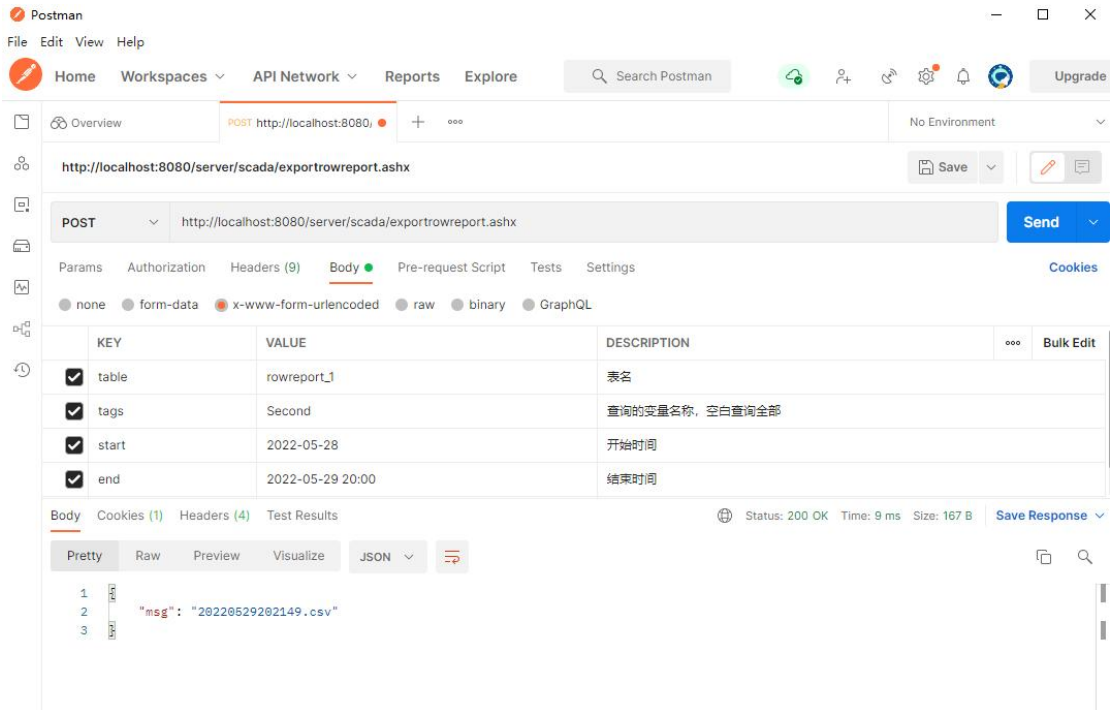 Postman
File Edit View Help
Home Workspaces API Network Reports Explore Search Postman Upgrade
Overview POST http://localhost:8080/ No Environment
http://localhost:8080/server/scada/exportrowreport.ashx Save
POST http://localhost:8080/server/scada/exportrowreport.ashx Send
Params Authorization Headers (9) Body Pre-request Script Tests Settings Cookies
none form-data x-www-form-urlencoded raw binary GraphQL
KEY VALUE DESCRIPTION Bulk Edit
table rowreport_1 表名
tags Second 查询的变量名称，空白查询全部
start 2022-05-28 开始时间
end 2022-05-29 20:00 结束时间
Body Cookies (1) Headers (4) Test Results Status: 200 OK Time: 9 ms Size: 167 B Save Response
Pretty Raw Preview Visualize JSON
1 {
2 "msg": "20220529202149.csv"
3 }